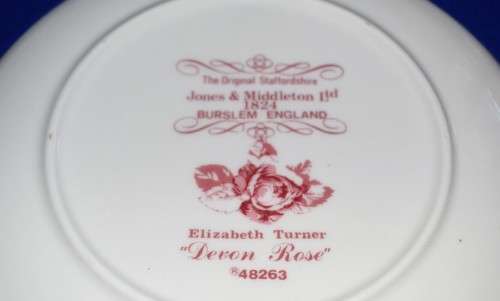 The Original Staffordshire
Jones & Middleton Ltd
1824
BURSLEM ENGLAND
Elizabeth Turner
"Devon Rose"
®48263